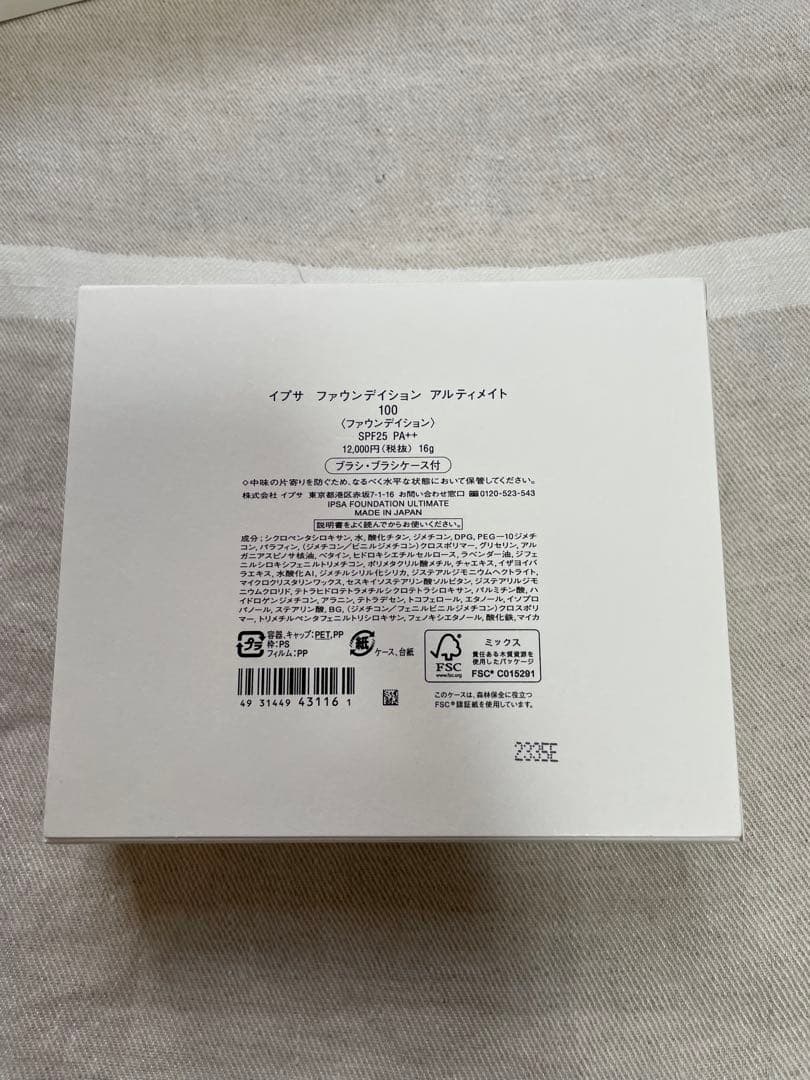 イプサ ファウンデイション アルティメイト
100
〈ファウンデイション〉
SPF25 PA++
12,000円(税抜) 16g
ブラシ・ブラシケース付
◇中味の片寄りを防ぐため、なるべく水平な状態において保管してください。
株式会社 イプサ 東京都港区赤坂7-1-16 お問い合わせ窓口 0120-523-543
IPSA FOUNDATION ULTIMATE
MADE IN JAPAN
説明書をよく読んでからお使いください。
成分:シクロペンタシロキサン,水,酸化チタン,ジメチコン,DPG,PEG-10ジメチ
コン,パラフィン,(ジメチコン/ビニルジメチコン)クロスポリマー,グリセリン,アル
ガニアスピノサ核油,ベタイン,ヒドロキシエチルセルロース,ラベンダー油,ジフェ
ニルシロキシフェニルトリメチコン,ポリメタクリル酸メチル,チャエキス,イザヨイバ
ラエキス,水酸化Al,ジメチルシリル化シリカ,ジステアルジモニウムヘクトライト,
マイクロクリスタリンワックス,セスキイソステアリン酸ソルビタン,ジステアリルジモ
ニウムクロリド,テトラヒドロテトラメチルシクロテトラシロキサン,パルミチン酸,ハ
イドロゲンジメチコン,アラニン,テトラデセン,トコフェロール,エタノール,イソプロ
パノール,ステアリン酸,BG,(ジメチコン/フェニルビニルジメチコン)クロスポリ
マー,トリメチルペンタフェニルトリシロキサン,フェノキシエタノール,酸化鉄,マイカ
プラ
容器,キャップ:PET,PP
枠:PS
フィルム:PP
紙
ケース,台紙
FSC
www.fsc.org
ミックス
責任ある木質資源を
使用したパッケージ
FSC® C015291
4 931449 431161
このケースは、森林保全に役立つ
FSC®認証紙を使用しています。
2335E